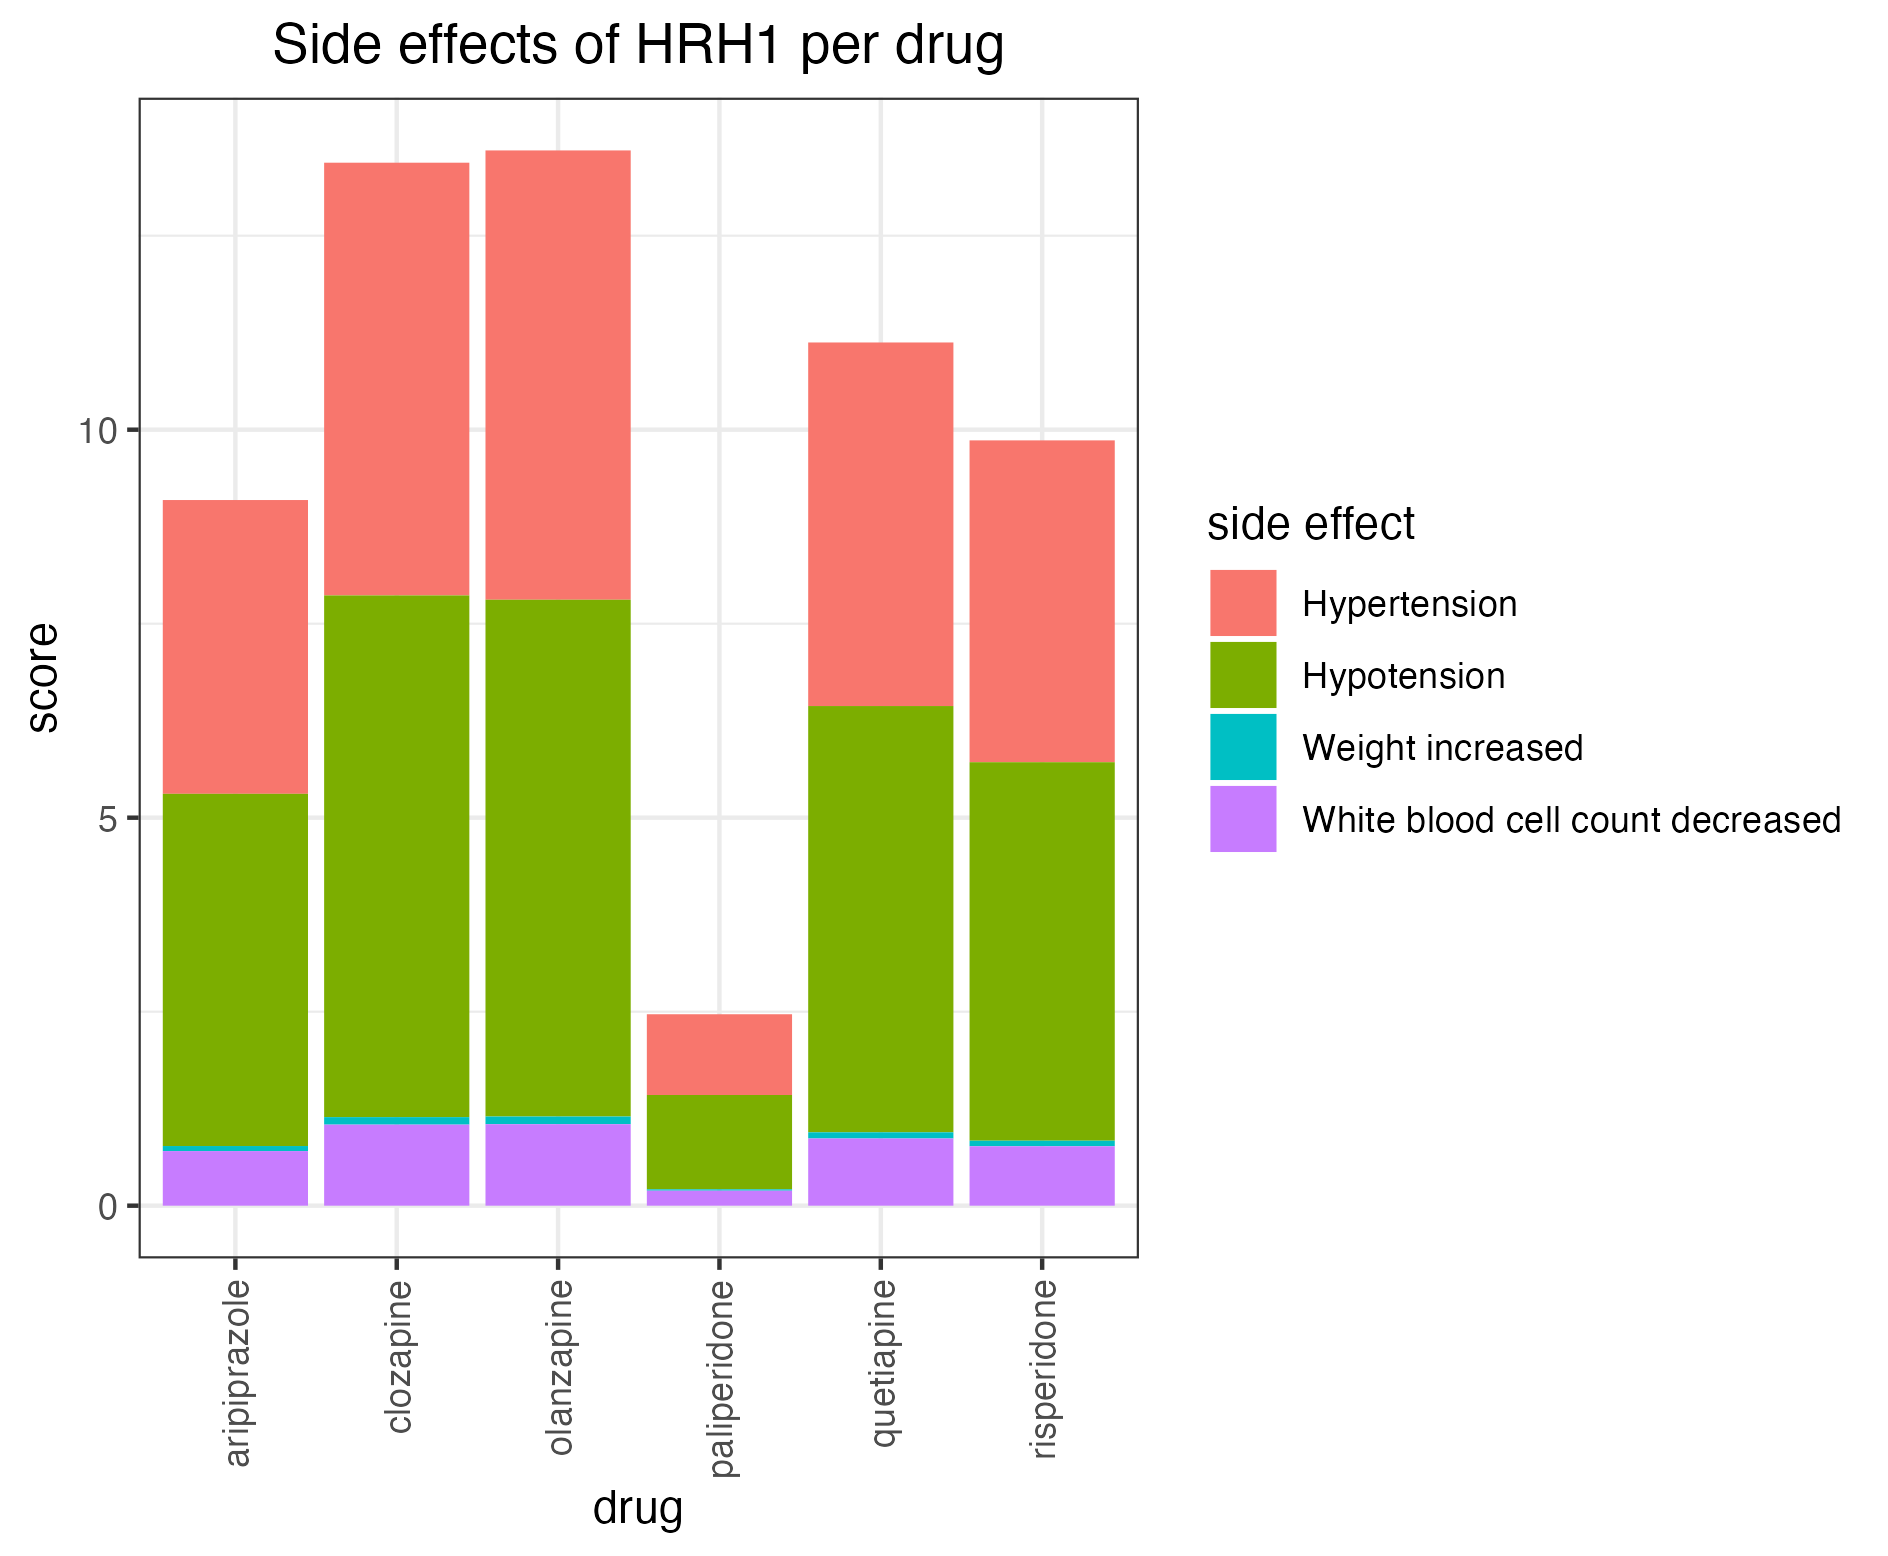 Side effects of HRH1 per drug
score
10
5
0
aripiprazole
clozapine
olanzapine
paliperidone
quetiapine
risperidone
drug
side effect
Hypertension
Hypotension
Weight increased
White blood cell count decreased